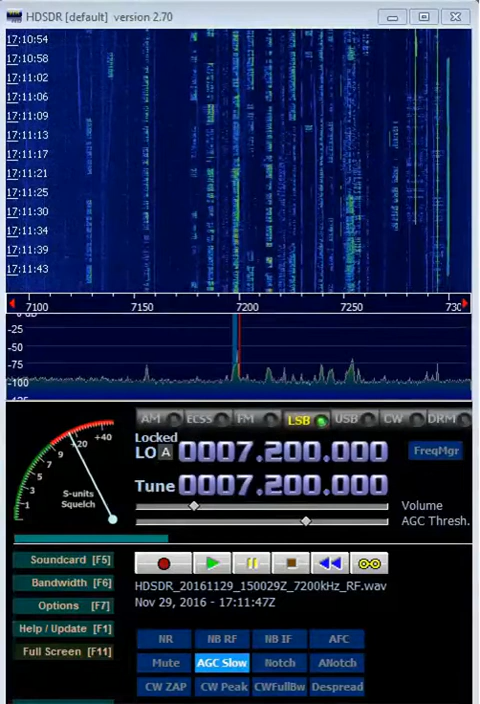 HDSDR [default] version 2.70
17:10:54
17:10:58
17:11:02
17:11:06
17:11:09
17:11:13
17:11:17
17:11:21
17:11:25
17:11:30
17:11:34
17:11:39
17:11:43
7100 7150 7200 7250
-25
-50
-75
-100
AM ECSS FM LSB USB CW DRM
1 3 5 7 9 +20 +40
S-units
Squelch
Locked
LO A 0007.200.000 FreqMgr
Tune 0007.200.000
Volume
AGC Thresh.
Soundcard [F5]
Bandwidth [F6]
Options [F7]
Help / Update [F1]
Full Screen [F11]
HDSDR_20161129_150029Z_7200kHz_RF.wav
Nov 29, 2016 - 17:11:47Z
NR NB RF NB IF AFC
Mute AGC Slow Notch ANotch
CW ZAP CW Peak CWFullBw Despread